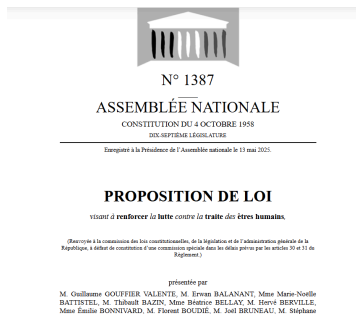 N° 1387
ASSEMBLÉE NATIONALE
CONSTITUTION DU 4 OCTOBRE 1958
DIX-SEPTIÈME LÉGISLATURE
Enregistré à la Présidence de l'Assemblée nationale le 13 mai 2025.
PROPOSITION DE LOI
visant à renforcer la lutte contre la traite des êtres humains,
(Renvoyée à la commission des lois constitutionnelles, de la législation et de l'administration générale de la
République, à défaut de constitution d'une commission spéciale dans les délais prévus par les articles 30 et 31 du
Règlement.)
présentée par
M. Guillaume GOUFFIER VALENTE, M. Erwan BALANANT, Mme Marie-Noëlle
BATTISTEL, M. Thibault BAZIN, Mme Béatrice BELLAY, M. Hervé BERVILLE,
Mme Émilie BONNIVARD, M. Florent BOUDIÉ, M. Joël BRUNEAU, M. Stéphane